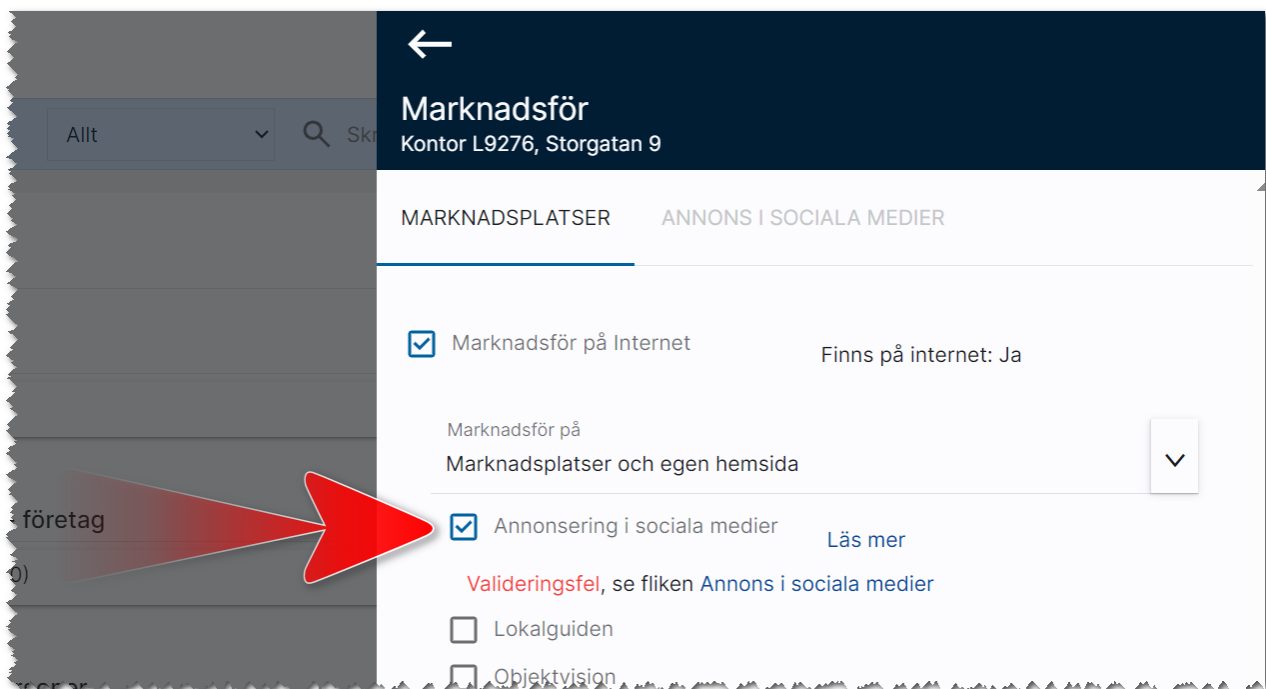 Marknadsför
Kontor L9276, Storgatan 9
Allt
MARKNADSPLATSER ANNONS I SOCIALA MEDIER
Marknadsför på Internet
Finns på internet: Ja
Marknadsför på
Marknadsplatser och egen hemsida
företag
Annonsering i sociala medier
Läs mer
Valideringsfel, se fliken Annons i sociala medier
Lokalguiden
Objektvision